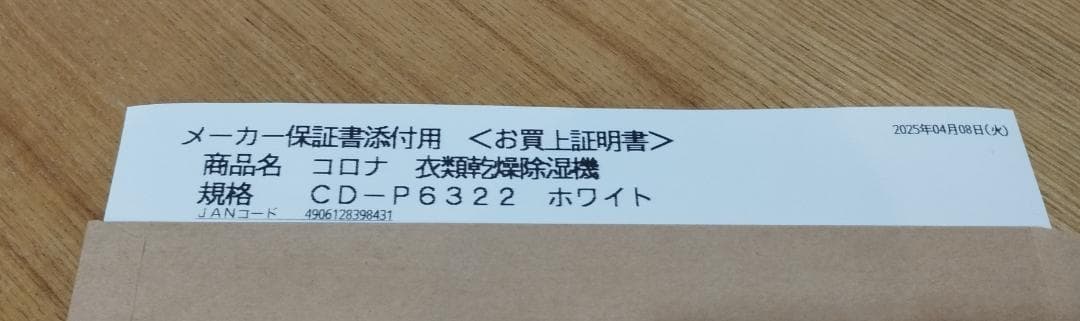 2025年04月08日(火)
メーカー保証書添付用 <お買上証明書>
商品名 コロナ 衣類乾燥除湿機
規格 CD-P6322 ホワイト
JANコード 4906128398431